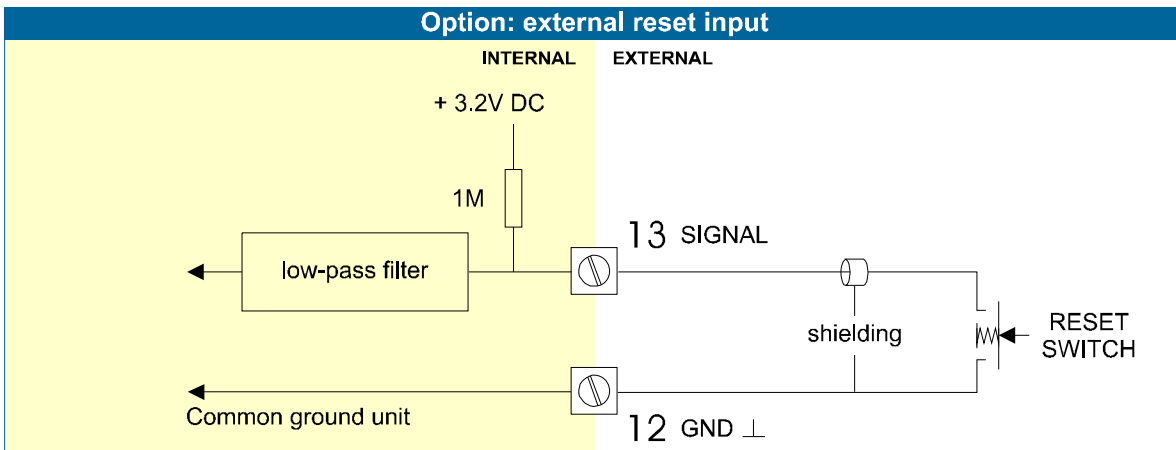 Option: external reset input
INTERNAL EXTERNAL
+ 3.2V DC
1M
13 SIGNAL
low-pass filter
shielding
RESET
SWITCH
Common ground unit
12 GND ⊥